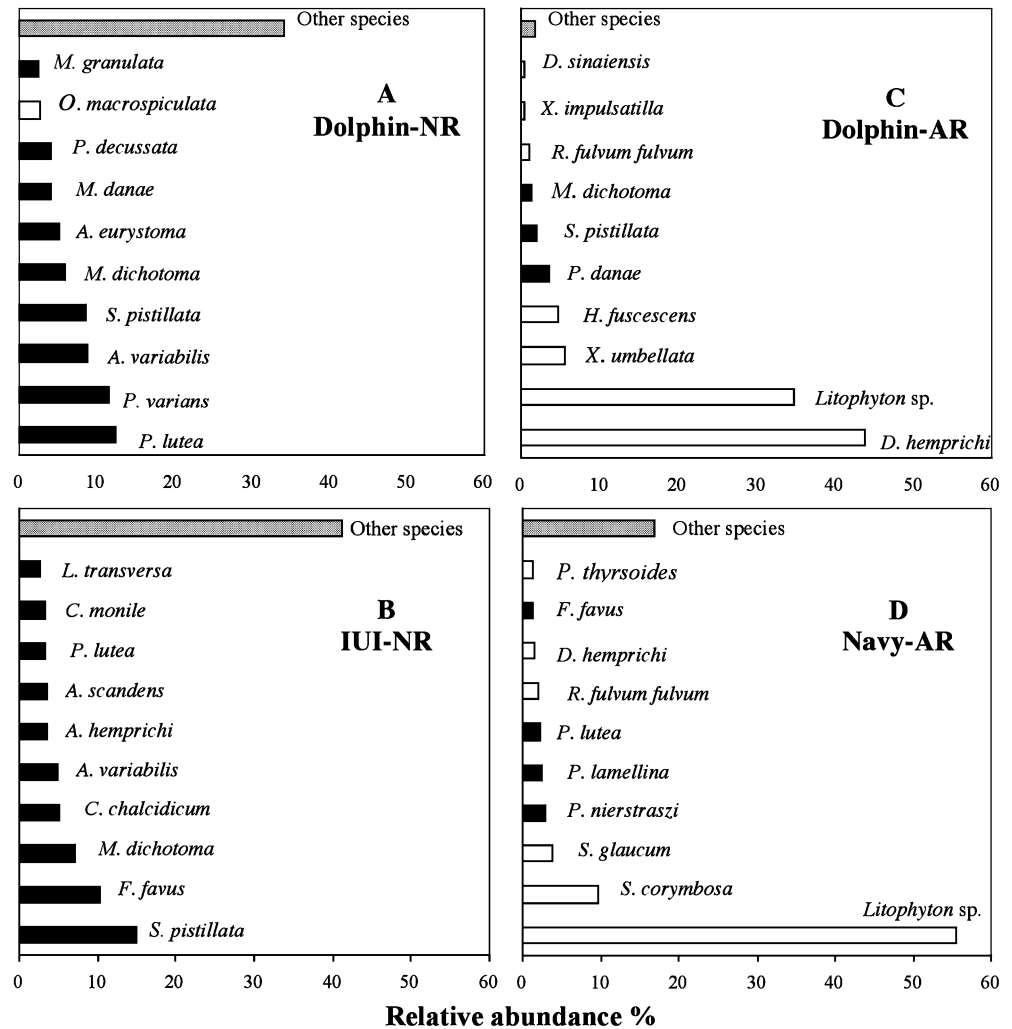 Other species
M. granulata
O. macrospiculata
A
Dolphin-NR
P. decussata
M. danae
A. eurystoma
M. dichotoma
S. pistillata
A. variabilis
P. varians
P. lutea
0 10 20 30 40 50 60
Other species
D. sinaiensis
X. impulsatilla
C
Dolphin-AR
R. fulvum fulvum
M. dichotoma
S. pistillata
P. danae
H. fuscescens
X. umbellata
Litophyton sp.
D. hemprichi
0 10 20 30 40 50 60
Other species
L. transversa
C. monile
B
IUI-NR
P. lutea
A. scandens
A. hemprichi
A. variabilis
C. chalcidicum
M. dichotoma
F. favus
S. pistillata
0 10 20 30 40 50 60
Other species
P. thyrsoides
F. favus
D
Navy-AR
D. hemprichi
R. fulvum fulvum
P. lutea
P. lamellina
P. nierstraszi
S. glaucum
S. corymbosa
Litophyton sp.
0 10 20 30 40 50 60
Relative abundance %